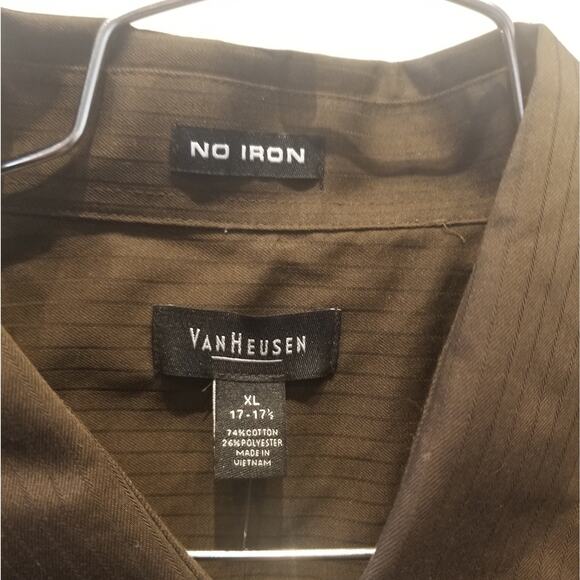 NO IRON
VANHEUSEN
XL
17-17½
74%COTTON
26%POLYESTER
MADE IN
VIETNAM